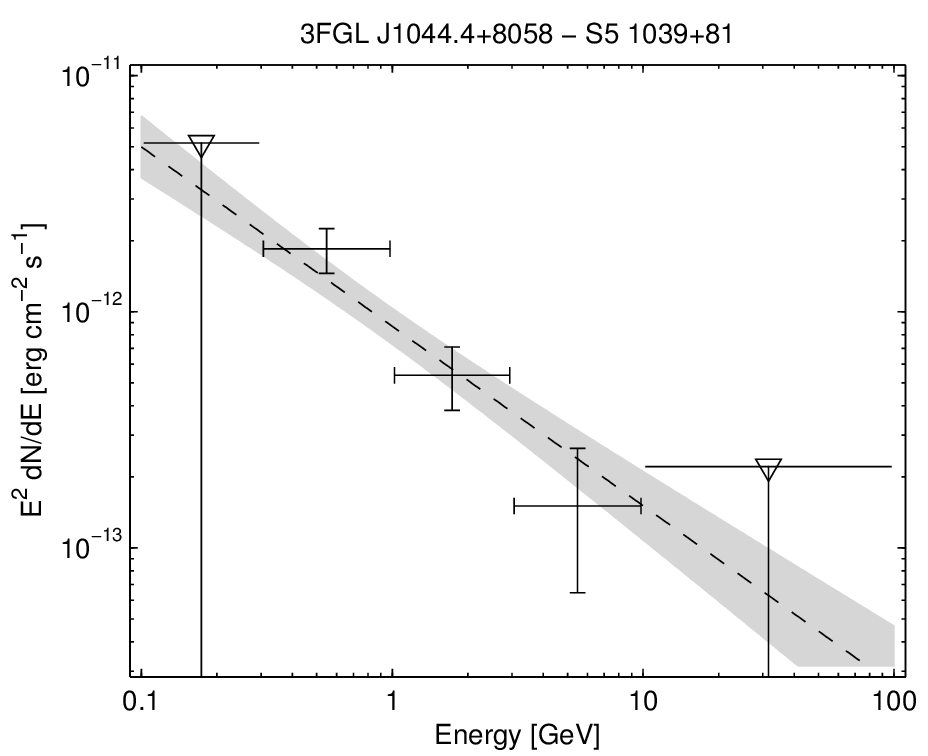 3FGL J1044.4+8058 − S5 1039+81
10⁻¹¹
10⁻¹²
10⁻¹³
E² dN/dE [erg cm⁻² s⁻¹]
0.1 1 10 100
Energy [GeV]